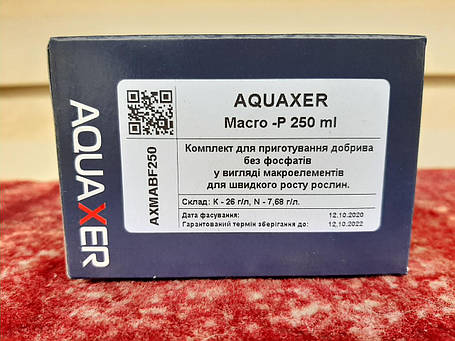 AQUAXER
AXMABF250
AQUAXER
Macro -P 250 ml
Комплект для приготування добрива
без фосфатів
у вигляді макроелементів
для швидкого росту рослин.
Склад: K - 26 г/л, N - 7,68 г/л.
Дата фасування: 12.10.2020
Гарантований термін зберігання до: 12.10.2022